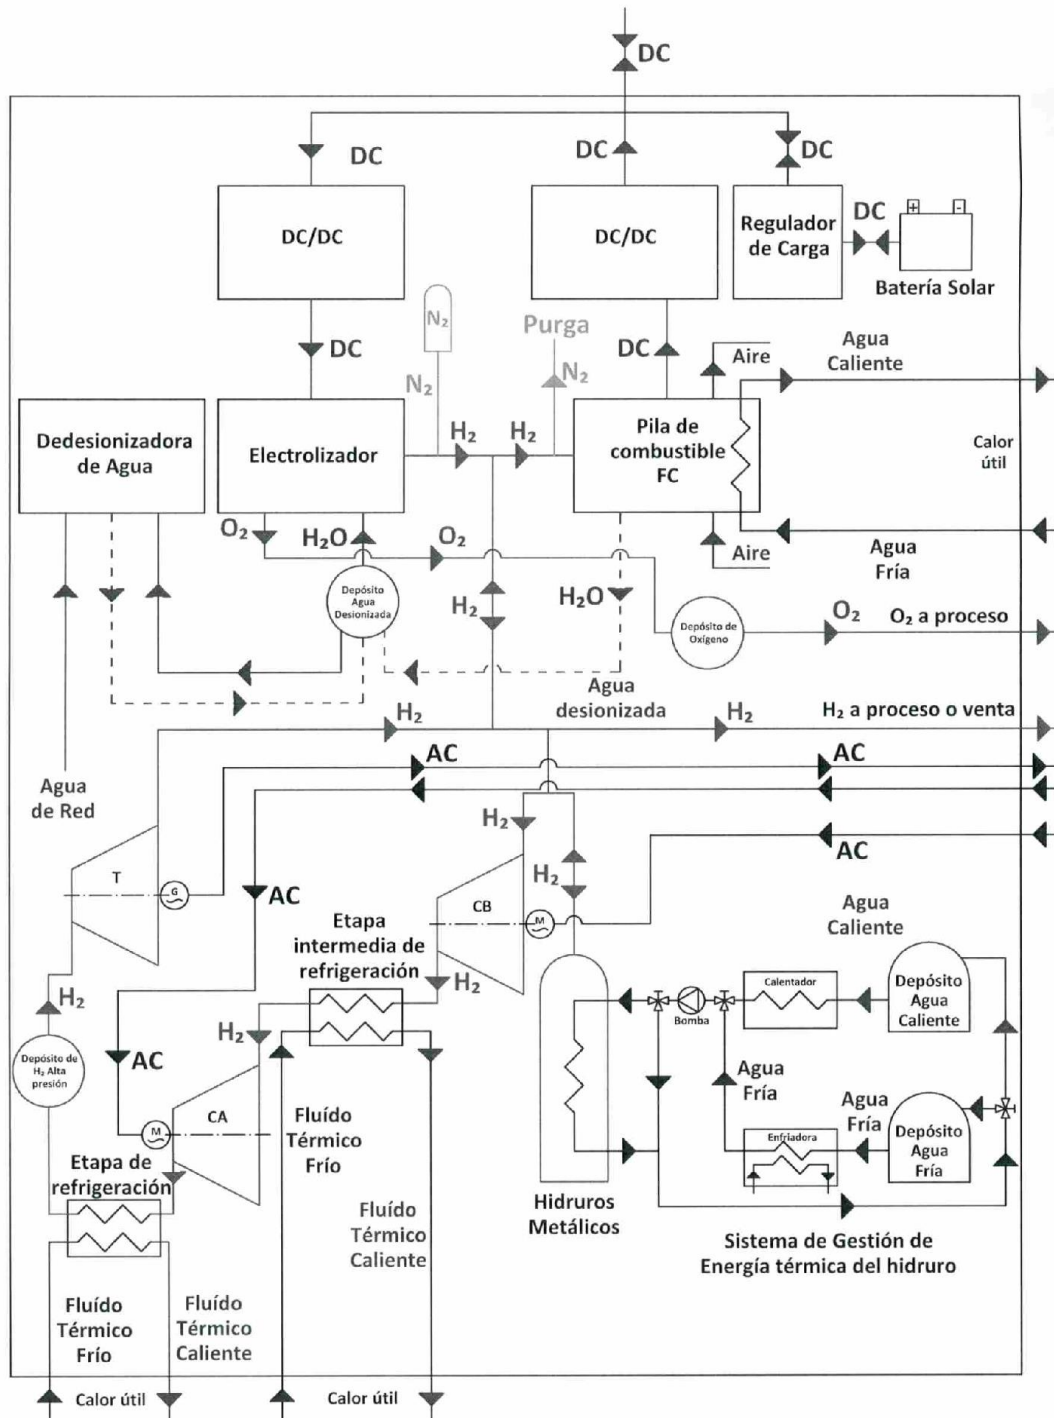 DC
DC
DC
DC
DC/DC
DC/DC
Regulador
de Carga
DC
+
-
Batería Solar
DC
N₂
N₂
Purga
N₂
DC
Aire
Agua
Caliente
Dedesionizadora
de Agua
Electrolizador
H₂
H₂
Pila de
combustible
FC
Calor
útil
O₂
H₂O
O₂
Aire
Agua
Fría
Depósito
Agua
Desionizada
H₂
H₂O
Depósito de
Oxígeno
O₂
O₂ a proceso
Agua
desionizada
H₂
H₂
H₂ a proceso o venta
Agua
de Red
AC
AC
H₂
AC
T
G
AC
H₂
CB
M
Etapa
intermedia de
refrigeración
Agua
Caliente
H₂
H₂
H₂
Depósito de
H₂ Alta
presión
AC
Bomba
Calentador
Depósito
Agua
Caliente
Agua
Fría
Agua
Fría
CA
M
Fluído
Térmico
Frío
Enfriadora
Depósito
Agua
Fría
Etapa de
refrigeración
Hidruros
Metálicos
Fluído
Térmico
Caliente
Sistema de Gestión de
Energía térmica del hidruro
Fluído
Térmico
Frío
Fluído
Térmico
Caliente
Calor útil
Calor útil